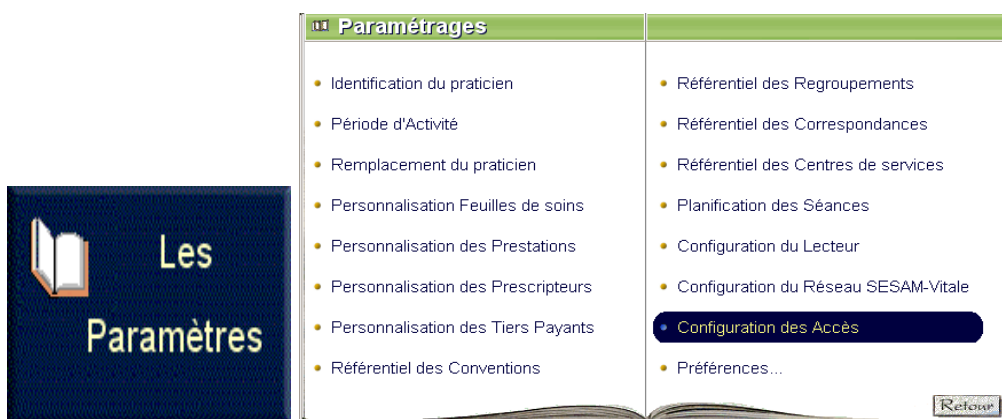 Les
Paramètres
Paramétrages
Identification du praticien
Période d'Activité
Remplacement du praticien
Personnalisation Feuilles de soins
Personnalisation des Prestations
Personnalisation des Prescripteurs
Personnalisation des Tiers Payants
Référentiel des Conventions
Référentiel des Regroupements
Référentiel des Correspondances
Référentiel des Centres de services
Planification des Séances
Configuration du Lecteur
Configuration du Réseau SESAM-Vitale
Configuration des Accès
Préférences...
Retour